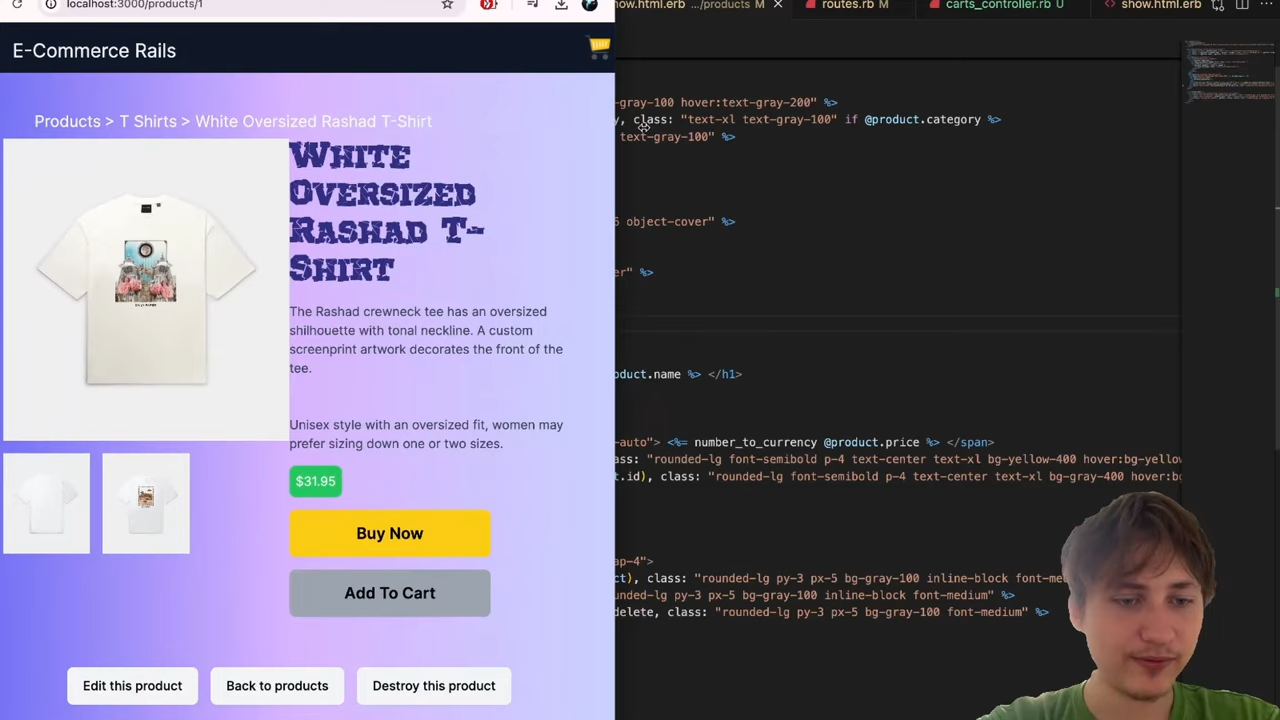 localhost:3000/products/1
E-Commerce Rails
Products > T Shirts > White Oversized Rashad T-Shirt
White
Oversized
Rashad T-
Shirt
The Rashad crewneck tee has an oversized
shilhouette with tonal neckline. A custom
screenprint artwork decorates the front of the
tee.
Unisex style with an oversized fit, women may
prefer sizing down one or two sizes.
$31.95
Buy Now
Add To Cart
Edit this product
Back to products
Destroy this product
how.html.erb .../products M
routes.rb M
carts_controller.rb U
show.html.erb
-gray-100 hover:text-gray-200" %>
y, class: "text-xl text-gray-100" if @product.category %>
text-gray-100" %>
object-cover" %>
er" %>
oduct.name %> </h1>
-auto"> <%= number_to_currency @product.price %> </span>
ass: "rounded-lg font-semibold p-4 text-center text-xl bg-yellow-400 hover:bg-yellow
t.id), class: "rounded-lg font-semibold p-4 text-center text-xl bg-gray-400 hover:bg
ap-4">
ct), class: "rounded-lg py-3 px-5 bg-gray-100 inline-block font-me
unded-lg py-3 px-5 bg-gray-100 inline-block font-medium" %>
delete, class: "rounded-lg py-3 px-5 bg-gray-100 font-medium" %>